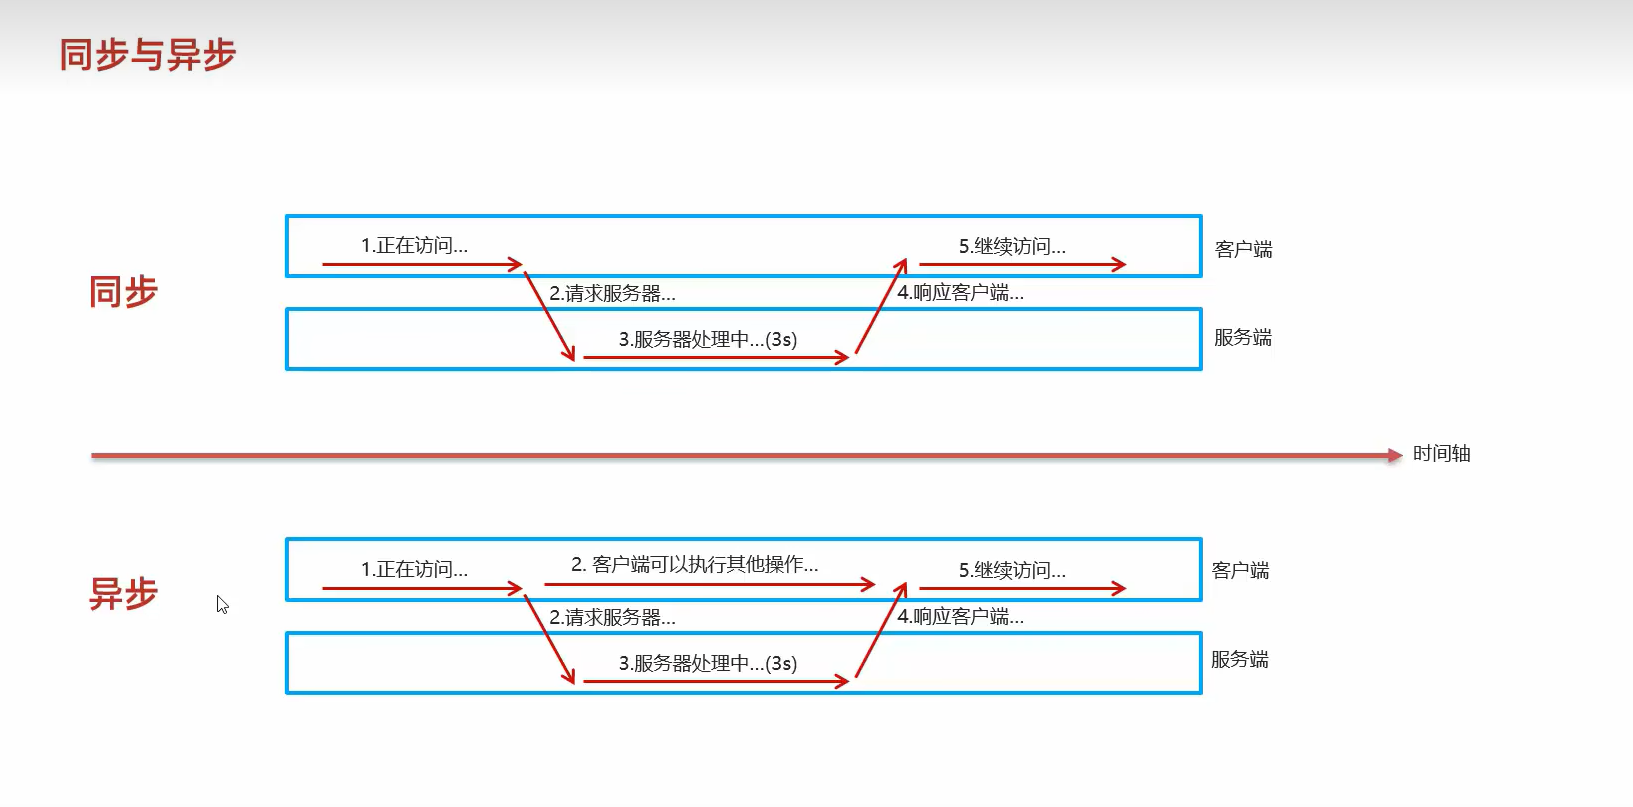 同步与异步
同步
1.正在访问...
5.继续访问...
客户端
2.请求服务器...
4.响应客户端...
3.服务器处理中...(3s)
服务端
时间轴
异步
1.正在访问...
2. 客户端可以执行其他操作...
5.继续访问...
客户端
2.请求服务器...
4.响应客户端...
3.服务器处理中...(3s)
服务端